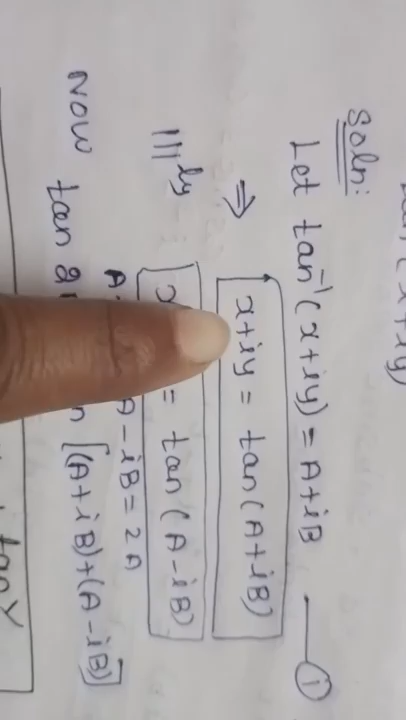 Soln:
Let tan⁻¹(x+iy) = A+iB ——— ①
⇒ x+iy = tan(A+iB)
|||ly = tan(A-iB)
A-iB = 2A
Now tan [(A+iB)+(A-iB)]
tan Y